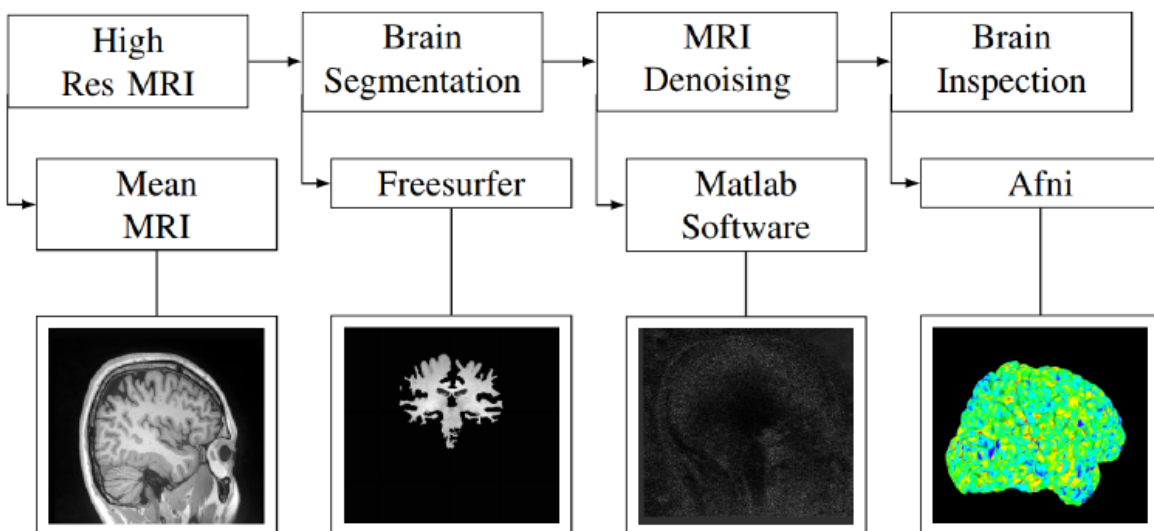 High
Res MRI
Brain
Segmentation
MRI
Denoising
Brain
Inspection
Mean
MRI
Freesurfer
Matlab
Software
Afni